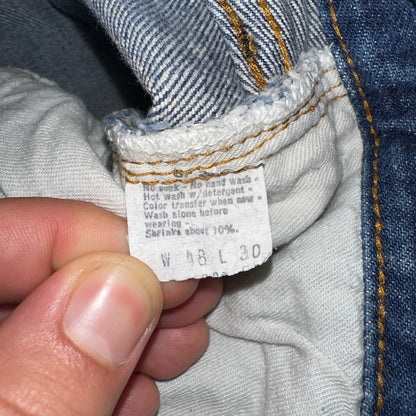 No soak - No hand wash -
Hot wash w/detergent -
Color transfer when new -
Wash alone before
wearing -
Shrinks about 10%.
W 38 L 30